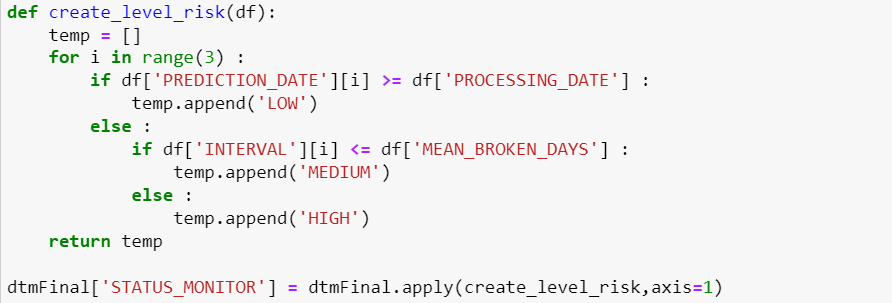 def create_level_risk(df):
    temp = []
    for i in range(3) :
        if df['PREDICTION_DATE'][i] >= df['PROCESSING_DATE'] :
            temp.append('LOW')
        else :
            if df['INTERVAL'][i] <= df['MEAN_BROKEN_DAYS'] :
                temp.append('MEDIUM')
            else :
                temp.append('HIGH')
    return temp

dtmFinal['STATUS_MONITOR'] = dtmFinal.apply(create_level_risk,axis=1)